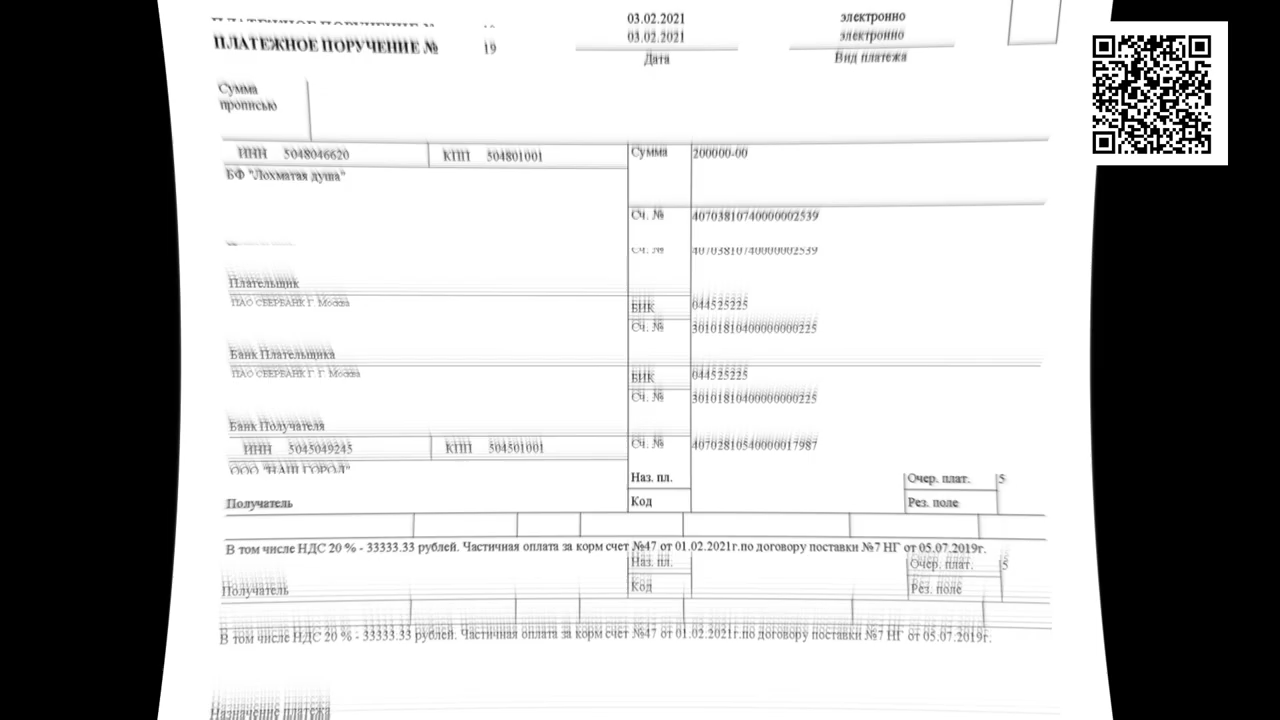 03.02.2021 электронно
ПЛАТЕЖНОЕ ПОРУЧЕНИЕ № 19 03.02.2021 электронно
Дата Вид платежа
Сумма
прописью
ИНН 5048046620 КПП 504801001 Сумма 200000-00
БФ "Лохматая душа"
Сч. № 40703810740000002539
Сч. № 40703810740000002539
Плательщик
ПАО СБЕРБАНК Г Москва БИК 044525225
Сч. № 30101810400000000225
Банк Плательщика
ПАО СБЕРБАНК Г Г Москва БИК 044525225
Сч. № 30101810400000000225
Банк Получателя
ИНН 5045049245 КПП 504501001 Сч. № 40702810540000017987
ООО "НАШ ГОРОД"
Наз. пл. Очер. плат. 5
Получатель Код Рез. поле
В том числе НДС 20 % - 33333.33 рублей. Частичная оплата за корм счет №47 от 01.02.2021г.по договору поставки №7 НГ от 05.07.2019г.
Наз. пл. Очер. плат. 5
Получатель Код Рез. поле
В том числе НДС 20 % - 33333.33 рублей. Частичная оплата за корм счет №47 от 01.02.2021г.по договору поставки №7 НГ от 05.07.2019г.
Назначение платежа